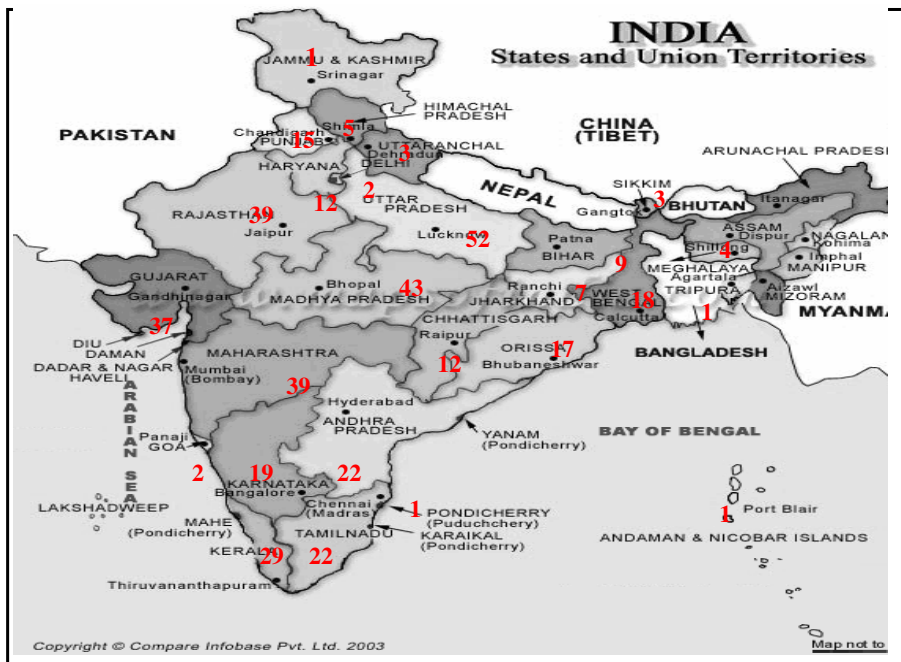 INDIA
States and Union Territories
1
JAMMU & KASHMIR
Srinagar
HIMACHAL
PRADESH
PAKISTAN
CHINA
(TIBET)
5
Shimla
Chandigarh
15
PUNJAB
UTTARANCHAL
3
Dehradun
ARUNACHAL PRADESH
HARYANA
DELHI
2
NEPAL
SIKKIM
3
Gangtok
BHUTAN
Itanagar
12
UTTAR
PRADESH
RAJASTHAN
39
Jaipur
Lucknow
52
Patna
BIHAR
9
ASSAM
Dispur
Shillong
4
NAGALAN
Kohima
MEGHALAYA
Imphal
MANIPUR
GUJARAT
Gandhinagar
Bhopal
MADHYA PRADESH
43
Ranchi
JHARKHAND
7
WEST
BENGAL
18
Calcutta
Agartala
TRIPURA
1
Aizawl
MIZORAM
MYANMA
37
DIU
DAMAN
DADAR & NAGAR
HAVELI
CHHATTISGARH
Raipur
12
ORISSA
17
Bhubaneshwar
BANGLADESH
MAHARASHTRA
Mumbai
(Bombay)
39
ARABIAN SEA
Hyderabad
ANDHRA
PRADESH
YANAM
(Pondicherry)
BAY OF BENGAL
Panaji
GOA
2
19
KARNATAKA
Bangalore
22
LAKSHADWEEP
Chennai
(Madras)
1
PONDICHERRY
(Puduchchery)
1
Port Blair
MAHE
(Pondicherry)
TAMILNADU
KARAIKAL
(Pondicherry)
ANDAMAN & NICOBAR ISLANDS
KERALA
29
22
Thiruvananthapuram
Copyright © Compare Infobase Pvt. Ltd. 2003
Map not to